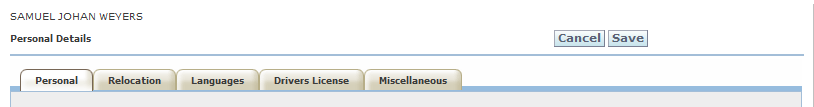 SAMUEL JOHAN WEYERS
Personal Details Cancel Save
Personal Relocation Languages Drivers License Miscellaneous